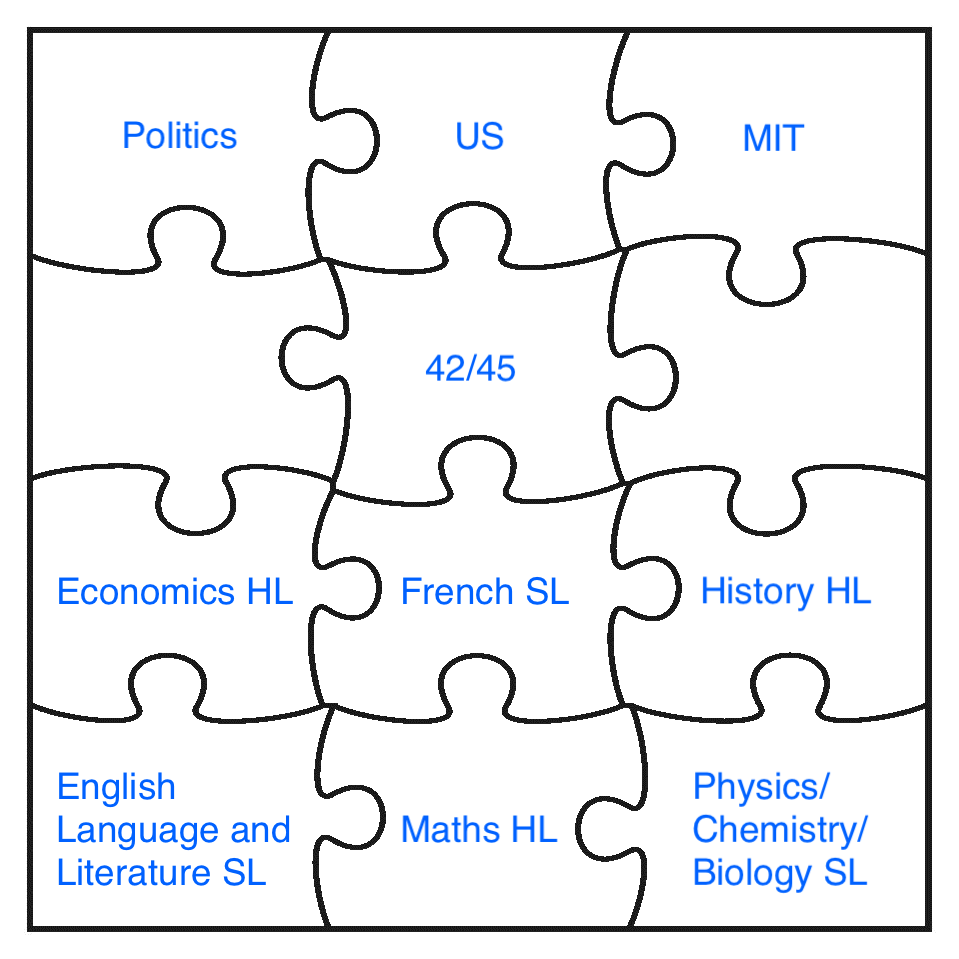 Politics
US
MIT
42/45
Economics HL
French SL
History HL
English
Language and
Literature SL
Maths HL
Physics/
Chemistry/
Biology SL